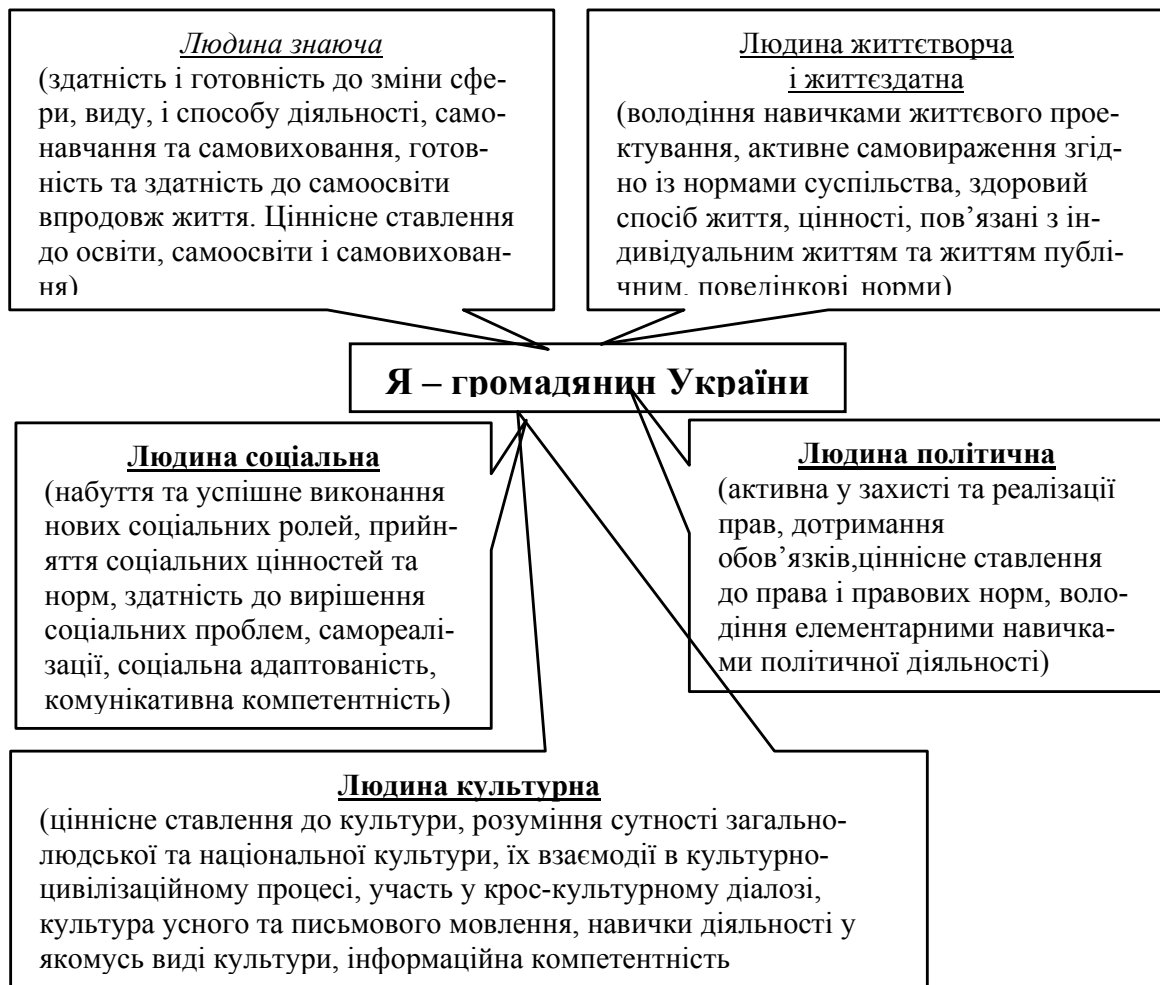 Людина знаюча
(здатність і готовність до зміни сфе-
ри, виду, і способу діяльності, само-
навчання та самовиховання, готов-
ність та здатність до самоосвіти
впродовж життя. Ціннісне ставлення
до освіти, самоосвіти і самовихован-
ня)
Людина життєтворча
і життєздатна
(володіння навичками життєвого прое-
ктування, активне самовираження згід-
но із нормами суспільства, здоровий
спосіб життя, цінності, пов’язані з ін-
дивідуальним життям та життям публі-
чним, поведінкові норми)
Я – громадянин України
Людина соціальна
(набуття та успішне виконання
нових соціальних ролей, прийн-
яття соціальних цінностей та
норм, здатність до вирішення
соціальних проблем, самореалі-
зації, соціальна адаптованість,
комунікативна компетентність)
Людина політична
(активна у захисті та реалізації
прав, дотримання
обов’язків,ціннісне ставлення
до права і правових норм, воло-
діння елементарними навичка-
ми політичної діяльності)
Людина культурна
(ціннісне ставлення до культури, розуміння сутності загально-
людської та національної культури, їх взаємодії в культурно-
цивілізаційному процесі, участь у крос-культурному діалозі,
культура усного та письмового мовлення, навички діяльності у
якомусь виді культури, інформаційна компетентність